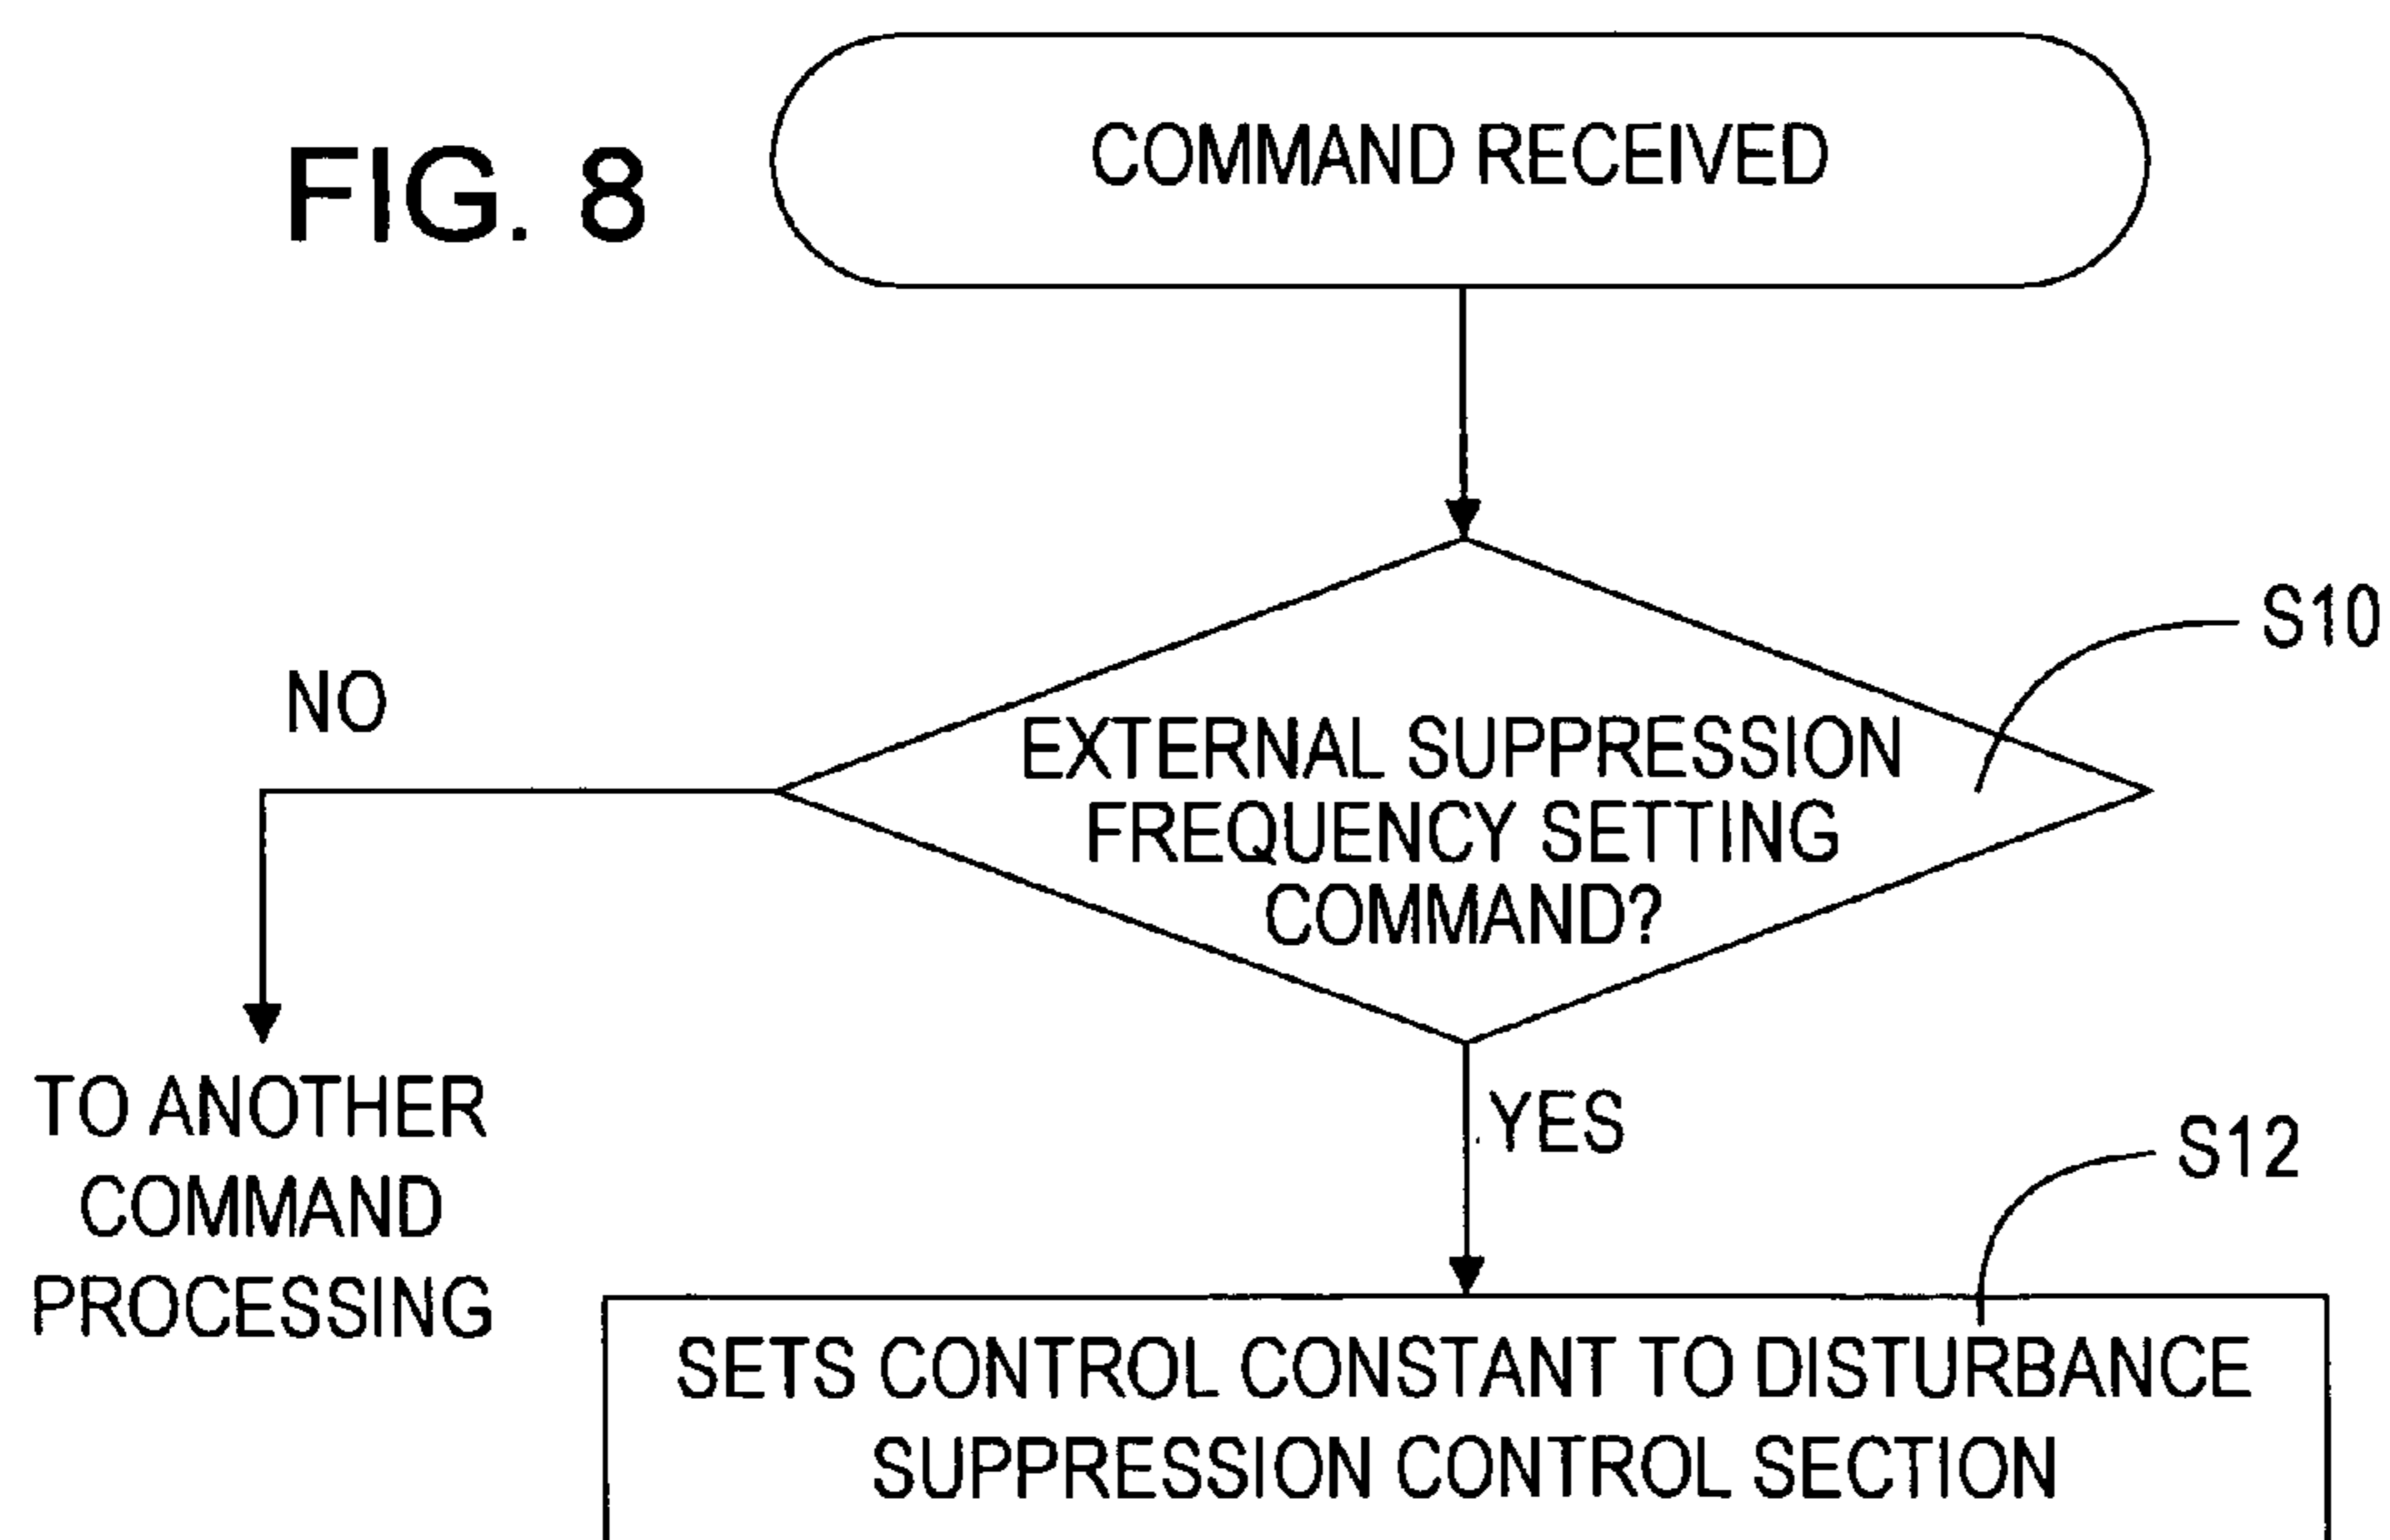 FIG. 8
COMMAND RECEIVED
S10
EXTERNAL SUPPRESSION
FREQUENCY SETTING
COMMAND?
NO
TO ANOTHER
COMMAND
PROCESSING
YES
S12
SETS CONTROL CONSTANT TO DISTURBANCE
SUPPRESSION CONTROL SECTION